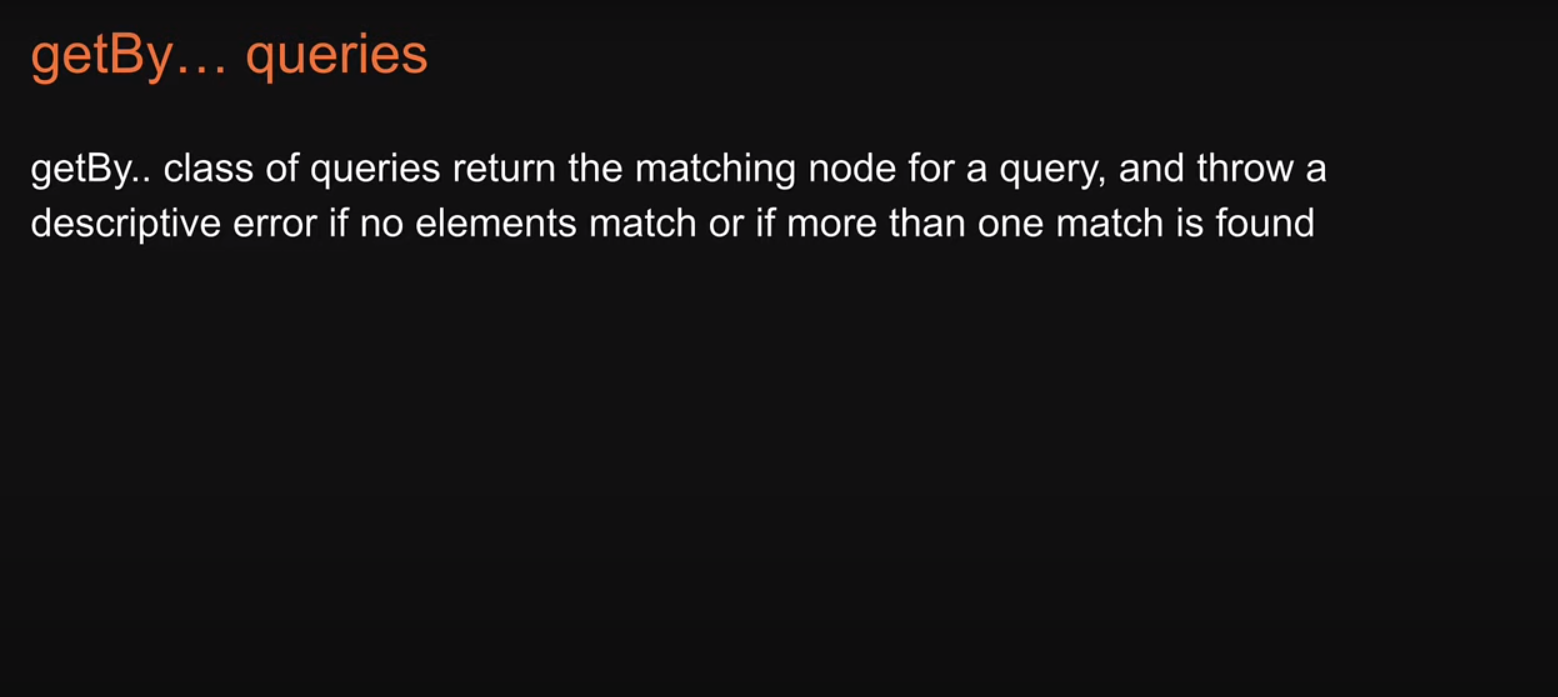 getBy… queries
getBy.. class of queries return the matching node for a query, and throw a
descriptive error if no elements match or if more than one match is found